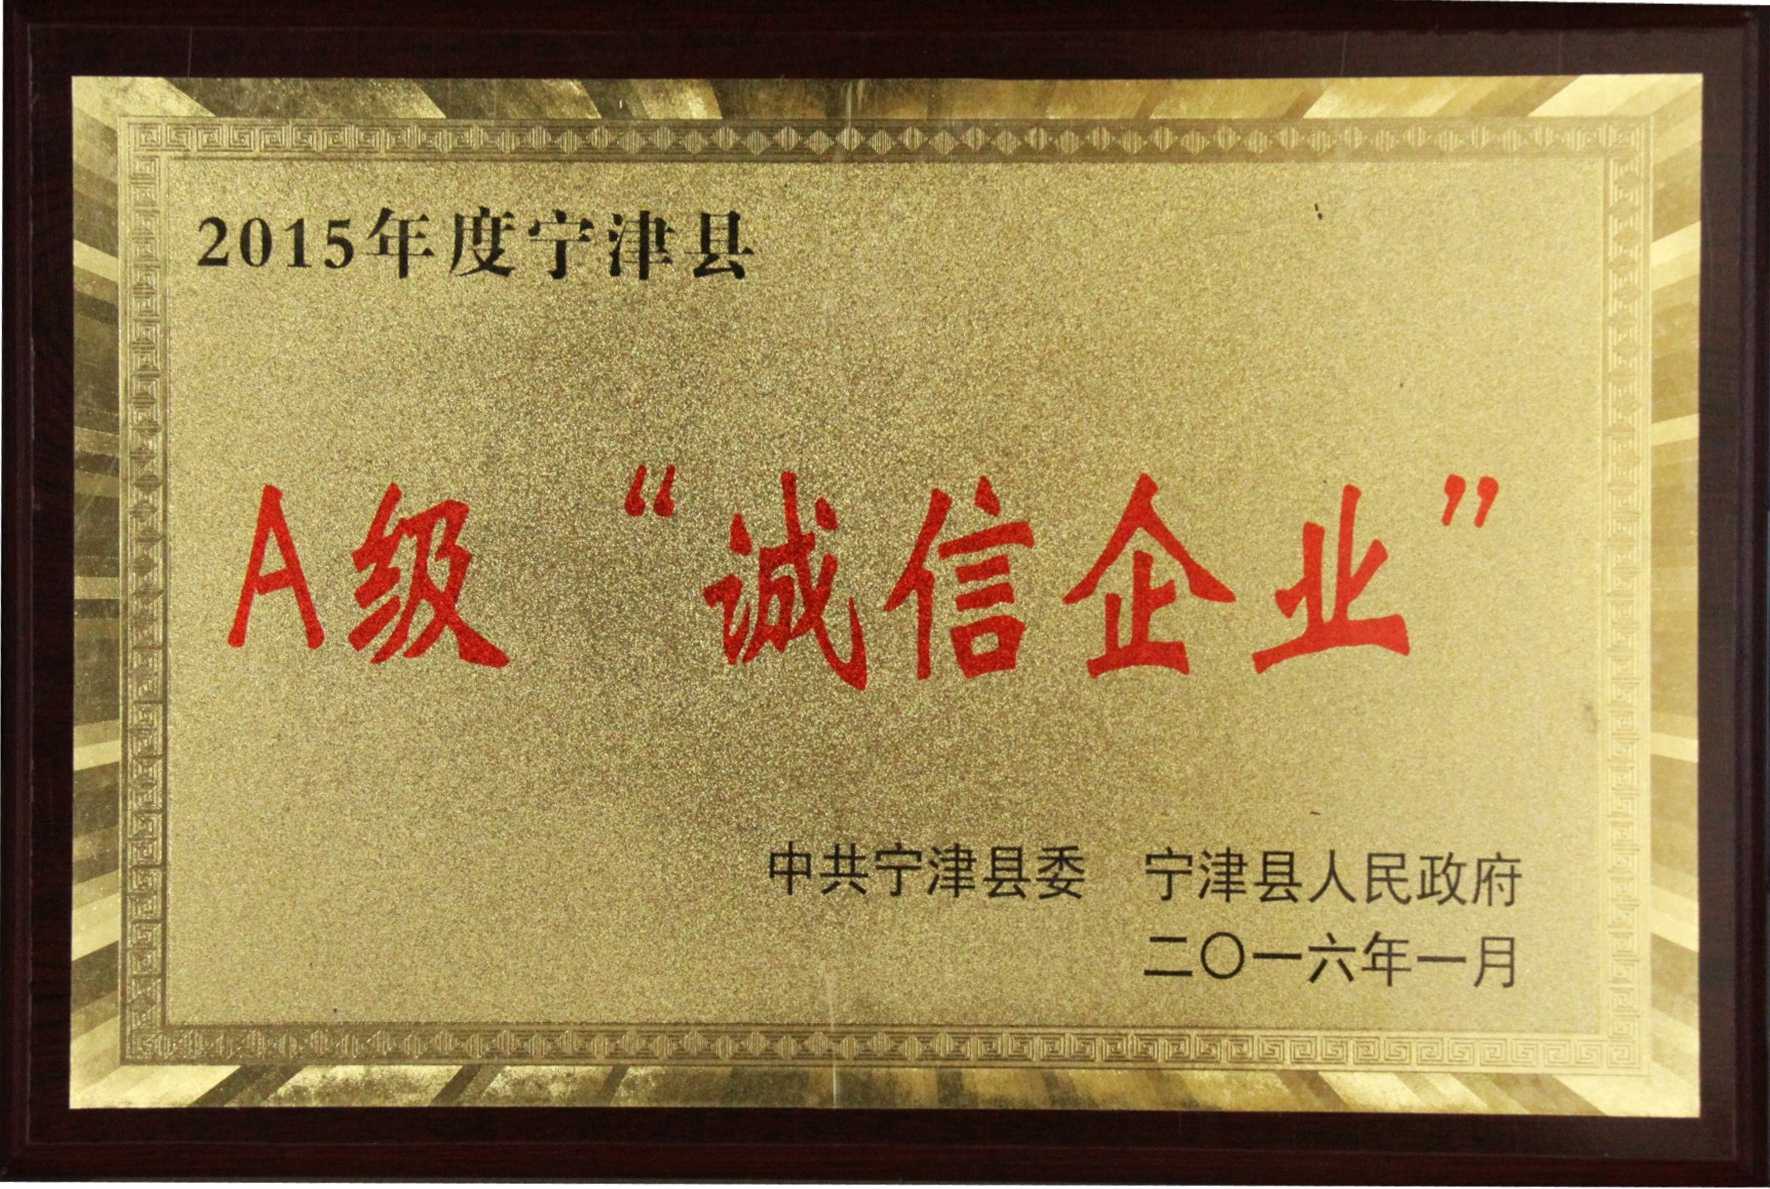 2015年度宁津县
A级“诚信企业”
中共宁津县委　宁津县人民政府
二〇一六年一月